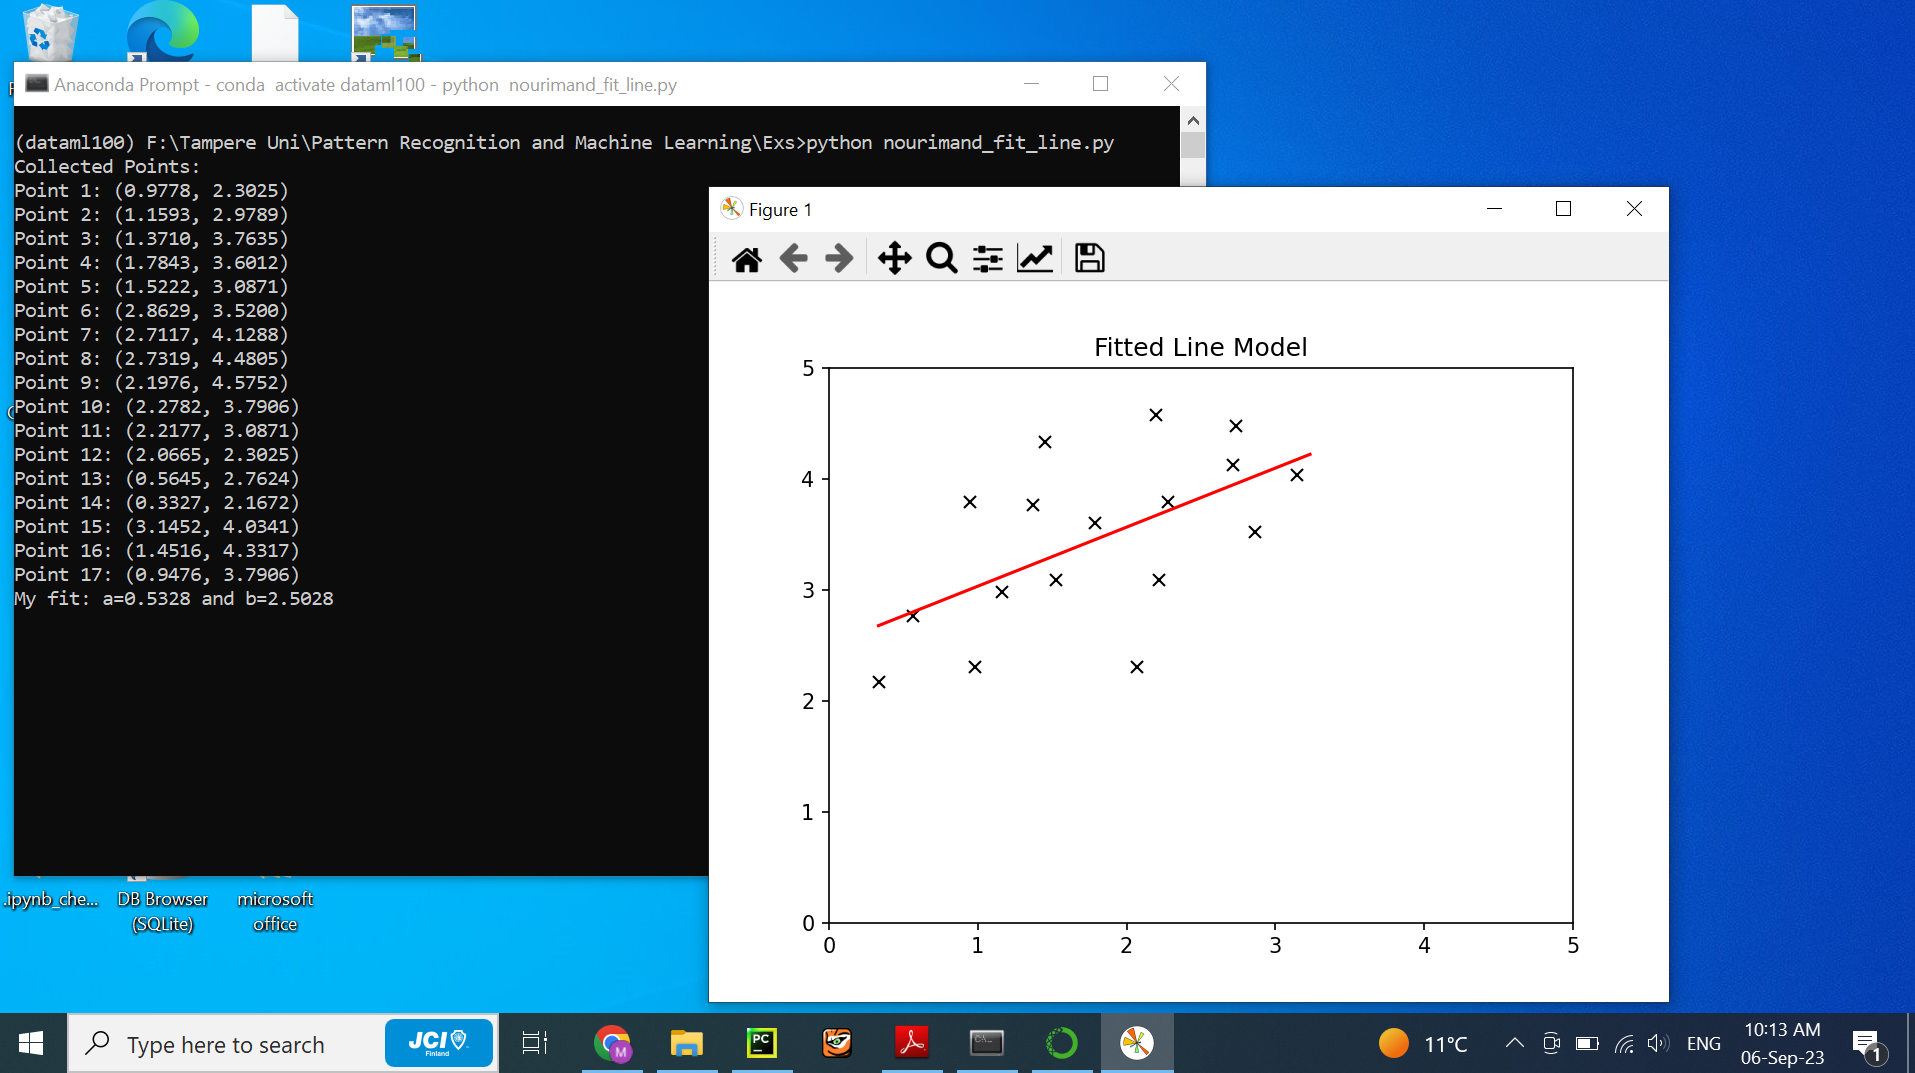 Anaconda Prompt - conda  activate dataml100 - python  nourimand_fit_line.py
(dataml100) F:\Tampere Uni\Pattern Recognition and Machine Learning\Exs>python nourimand_fit_line.py
Collected Points:
Point 1: (0.9778, 2.3025)
Point 2: (1.1593, 2.9789)
Point 3: (1.3710, 3.7635)
Point 4: (1.7843, 3.6012)
Point 5: (1.5222, 3.0871)
Point 6: (2.8629, 3.5200)
Point 7: (2.7117, 4.1288)
Point 8: (2.7319, 4.4805)
Point 9: (2.1976, 4.5752)
Point 10: (2.2782, 3.7906)
Point 11: (2.2177, 3.0871)
Point 12: (2.0665, 2.3025)
Point 13: (0.5645, 2.7624)
Point 14: (0.3327, 2.1672)
Point 15: (3.1452, 4.0341)
Point 16: (1.4516, 4.3317)
Point 17: (0.9476, 3.7906)
My fit: a=0.5328 and b=2.5028
Figure 1
Fitted Line Model
5
4
3
2
1
0
0 1 2 3 4 5
.ipynb_che...
DB Browser
(SQLite)
microsoft
office
Type here to search
JCI
Finland
M
PC
C:\.
11°C
ENG
10:13 AM
06-Sep-23
1